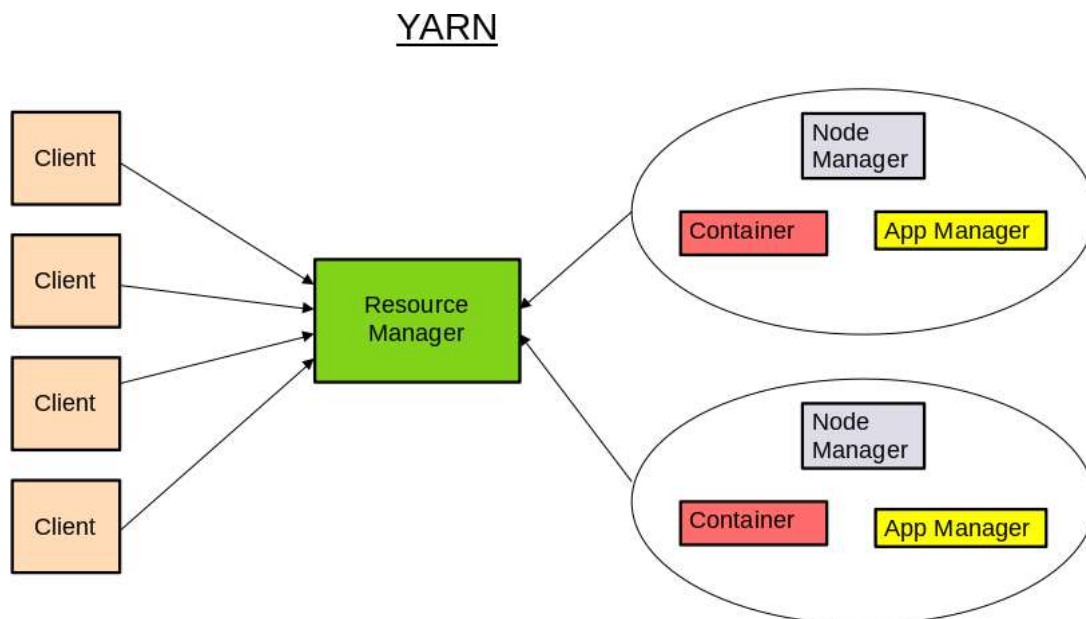 YARN
Client
Client
Client
Client
Resource
Manager
Node
Manager
Container
App Manager
Node
Manager
Container
App Manager